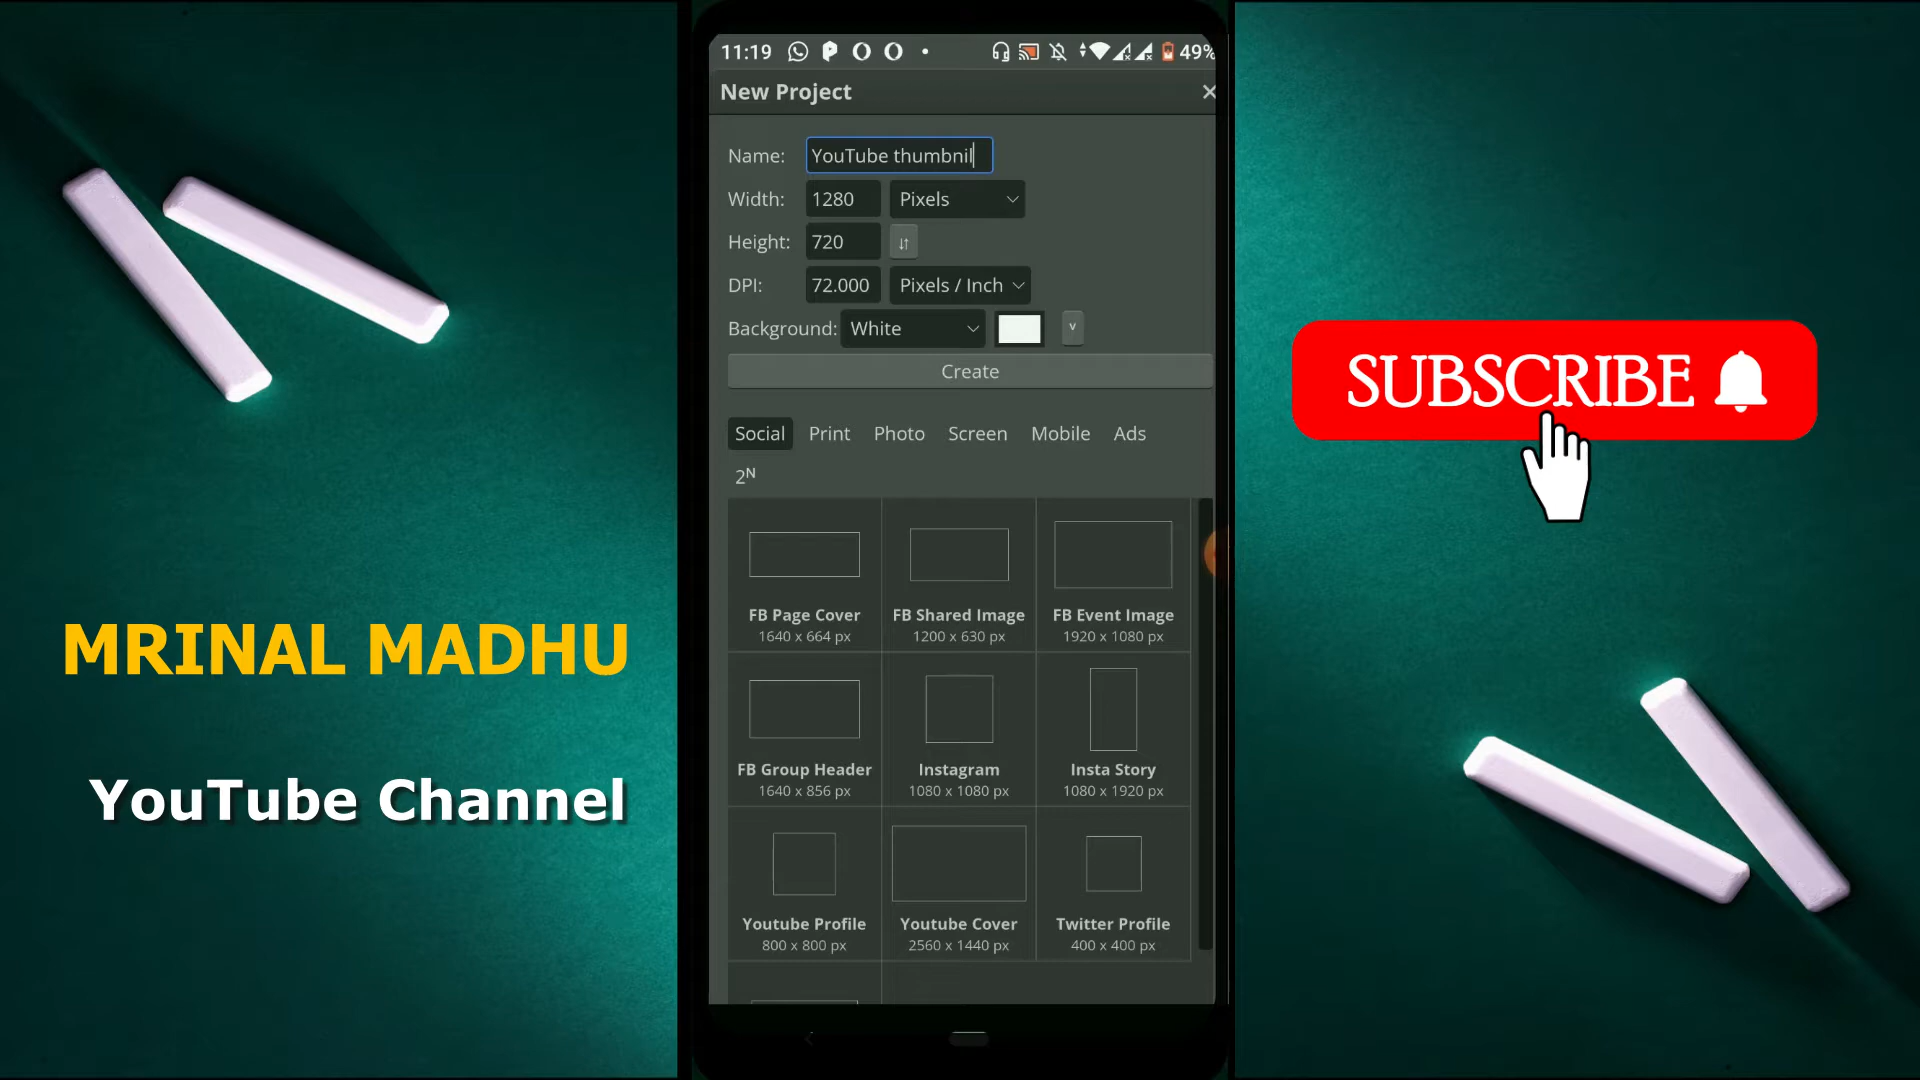 11:19 49%
New Project ×
Name: YouTube thumbnil
Width: 1280 Pixels
Height: 720
DPI: 72.000 Pixels / Inch
Background: White v
Create
Social Print Photo Screen Mobile Ads
2ᴺ
FB Page Cover FB Shared Image FB Event Image
1640 x 664 px 1200 x 630 px 1920 x 1080 px
FB Group Header Instagram Insta Story
1640 x 856 px 1080 x 1080 px 1080 x 1920 px
Youtube Profile Youtube Cover Twitter Profile
800 x 800 px 2560 x 1440 px 400 x 400 px
MRINAL MADHU
YouTube Channel
SUBSCRIBE